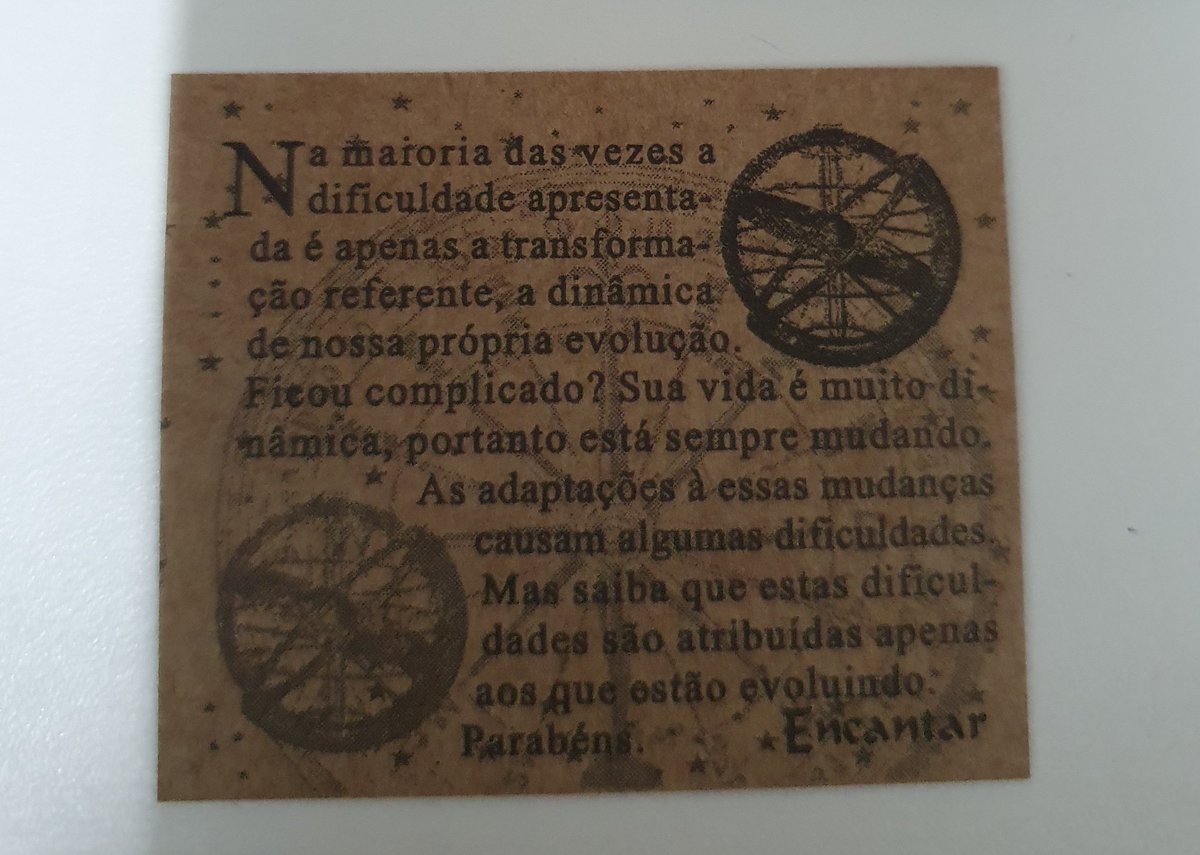 Na maioria das vezes a
dificuldade apresenta-
da é apenas a transforma-
ção referente, a dinâmica
de nossa própria evolução.
Ficou complicado? Sua vida é muito di-
nâmica, portanto está sempre mudando.
As adaptações à essas mudanças
causam algumas dificuldades.
Mas saiba que estas dificul-
dades são atribuídas apenas
aos que estão evoluindo.
Parabéns.
Encantar